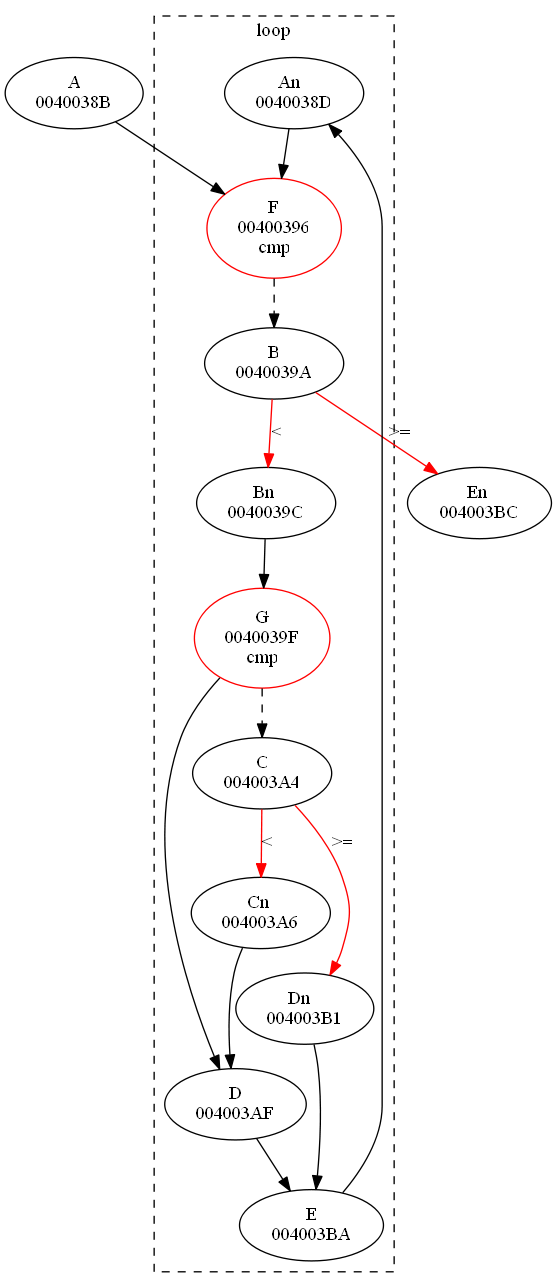 loop
A
0040038B
An
0040038D
F
00400396
cmp
B
0040039A
<
>=
Bn
0040039C
En
004003BC
G
0040039F
cmp
C
004003A4
<
>=
Cn
004003A6
Dn
004003B1
D
004003AF
E
004003BA